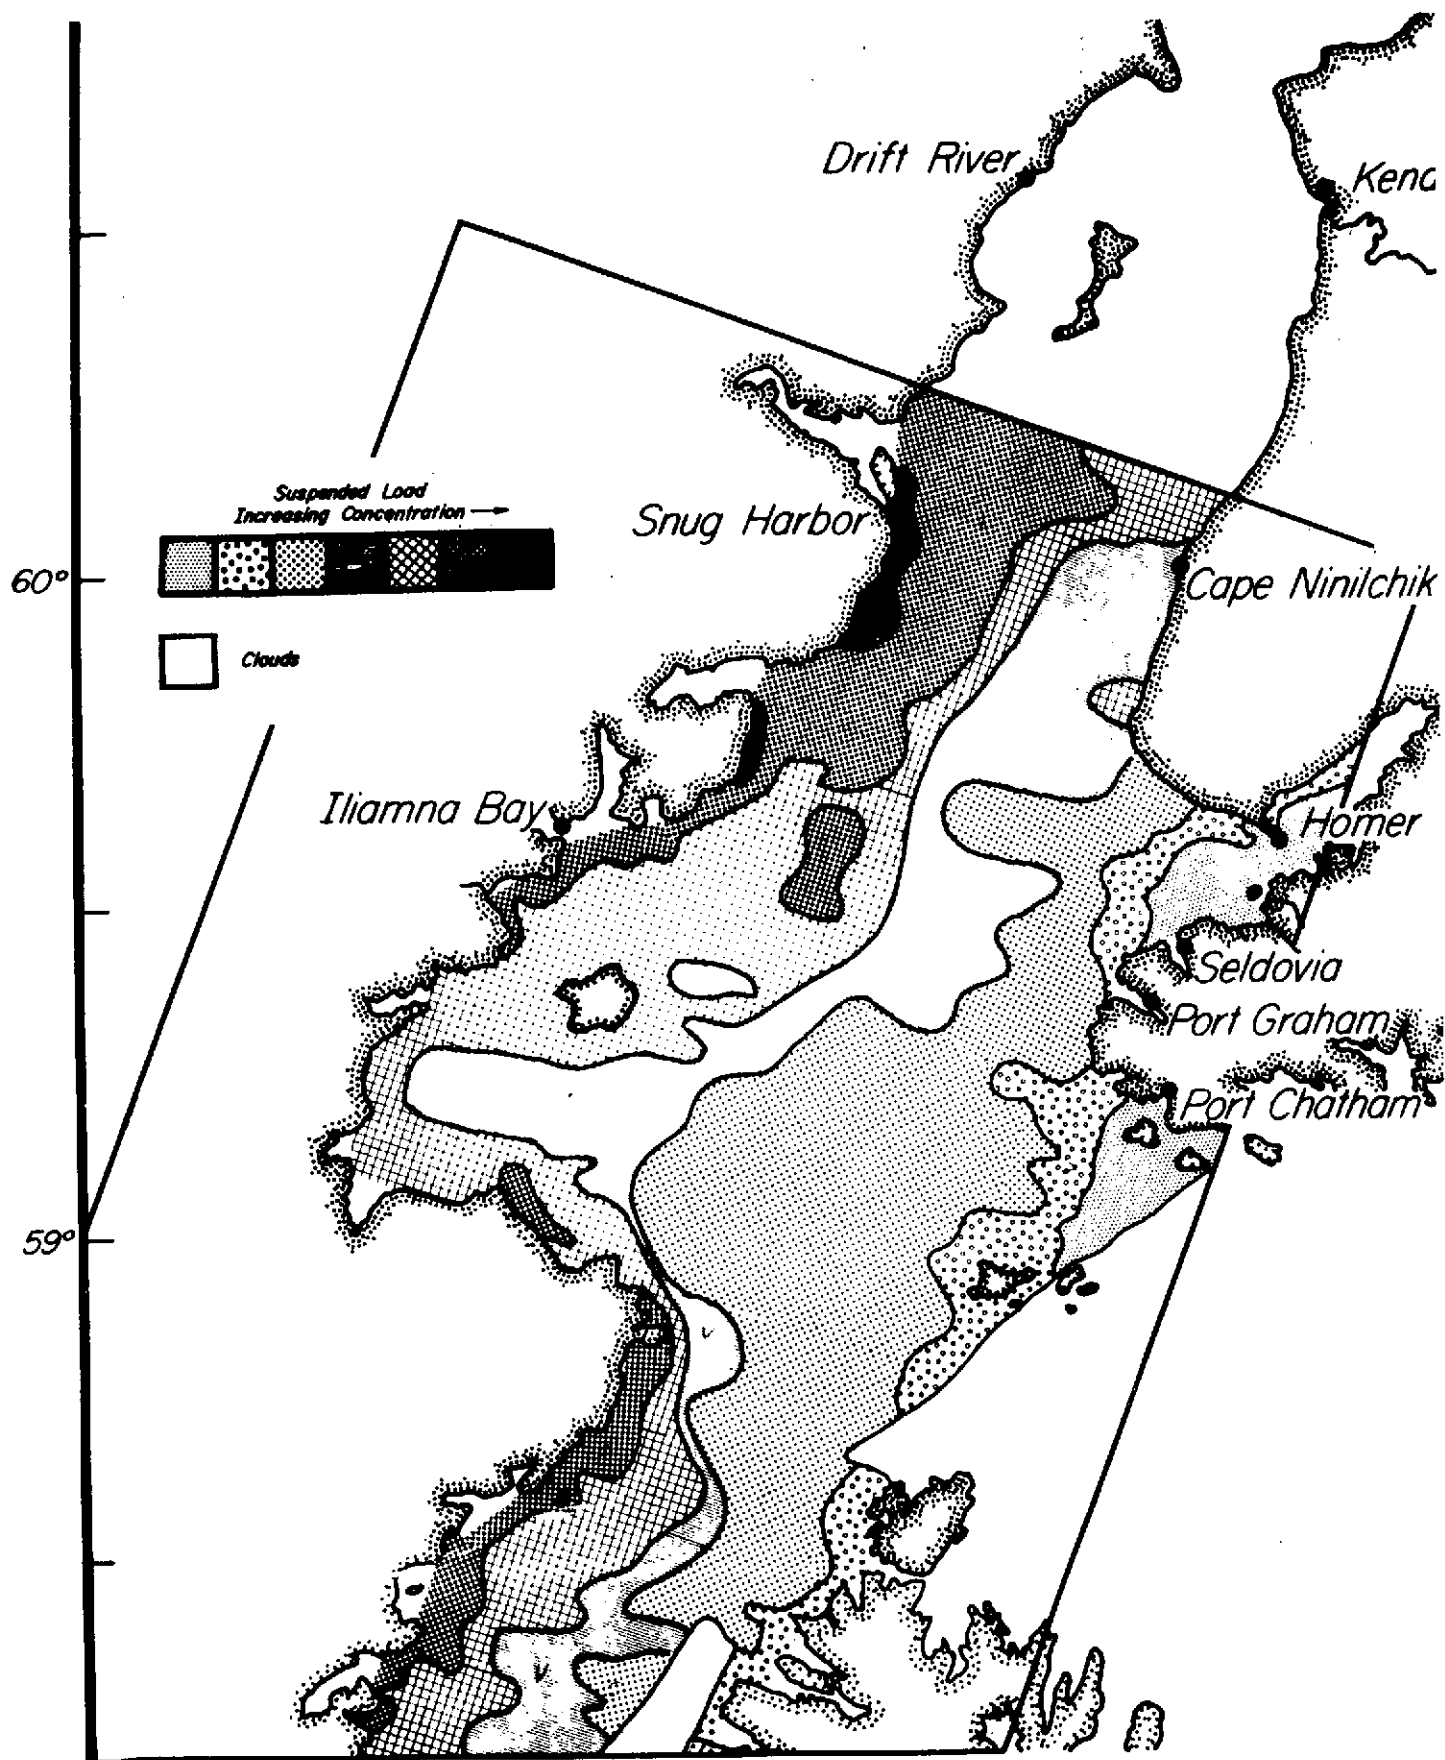 Drift River
Kena
Suspended Load
Increasing Concentration
Snug Harbor
60°
Cape Ninilchik
Clouds
Iliamna Bay
Homer
Seldovia
Port Graham
Port Chatham
59°